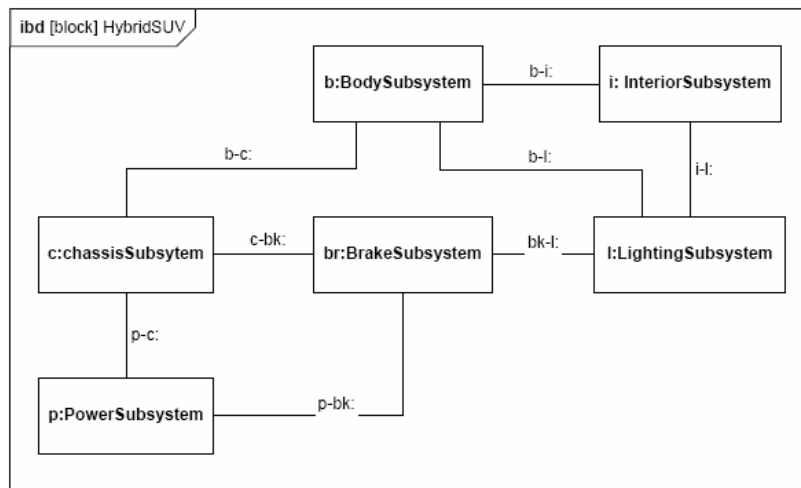 ibd [block] HybridSUV
b:BodySubsystem
b-i:
i: InteriorSubsystem
b-c:
b-l:
i-l:
c:chassisSubsytem
c-bk:
br:BrakeSubsystem
bk-l:
l:LightingSubsystem
p-c:
p:PowerSubsystem
p-bk: